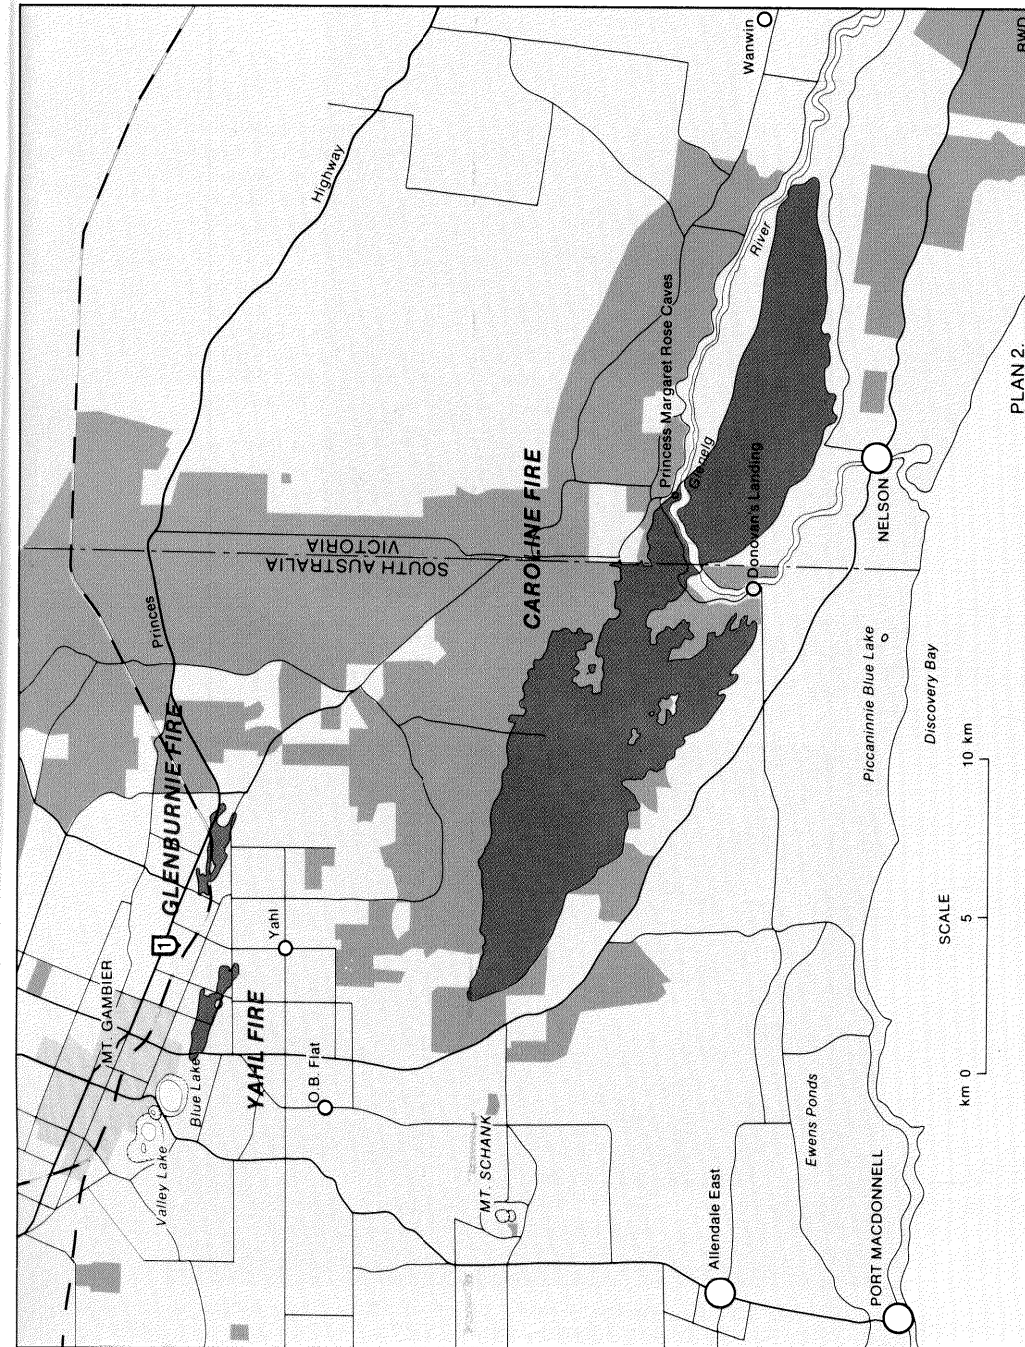 Wanwin
RWD
Highway
River
Princess Margaret Rose Caves
Glenelg
Donovan's Landing
NELSON
PLAN 2.
CAROLINE FIRE
VICTORIA
SOUTH AUSTRALIA
Princes
GLENBURNIE FIRE
1
Yahl
MT. GAMBIER
YAHL FIRE
Blue Lake
Valley Lake
O.B. Flat
MT. SCHANK
Piccaninnie Blue Lake
Discovery Bay
Ewens Ponds
Allendale East
PORT MACDONNELL
SCALE
km 0 5 10 km